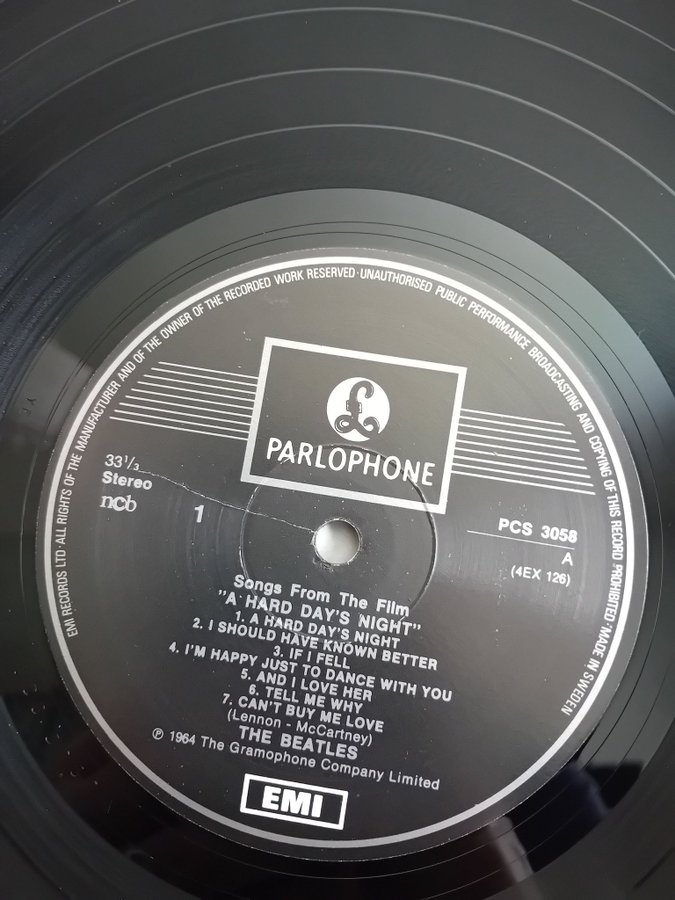 EMI RECORDS LTD · ALL RIGHTS OF THE MANUFACTURER AND OF THE OWNER OF THE RECORDED WORK RESERVED · UNAUTHORISED PUBLIC PERFORMANCE BROADCASTING AND COPYING OF THIS RECORD PROHIBITED · MADE IN SWEDEN
£
PARLOPHONE
33 1/3
Stereo
ncb
1
PCS 3058
A
(4EX 126)
Songs From The Film
"A HARD DAY'S NIGHT"
1. A HARD DAY'S NIGHT
2. I SHOULD HAVE KNOWN BETTER
3. IF I FELL
4. I'M HAPPY JUST TO DANCE WITH YOU
5. AND I LOVE HER
6. TELL ME WHY
7. CAN'T BUY ME LOVE
(Lennon - McCartney)
THE BEATLES
℗ 1964 The Gramophone Company Limited
EMI